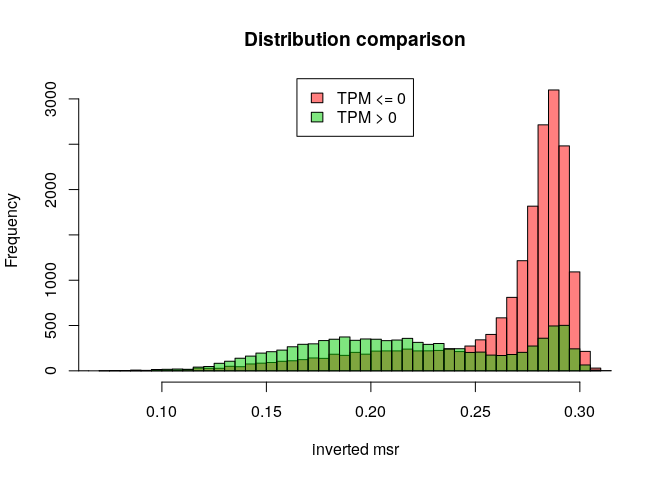 Distribution comparison
TPM <= 0
TPM > 0
Frequency
3000
2000
1000
500
0
0.10 0.15 0.20 0.25 0.30
inverted msr